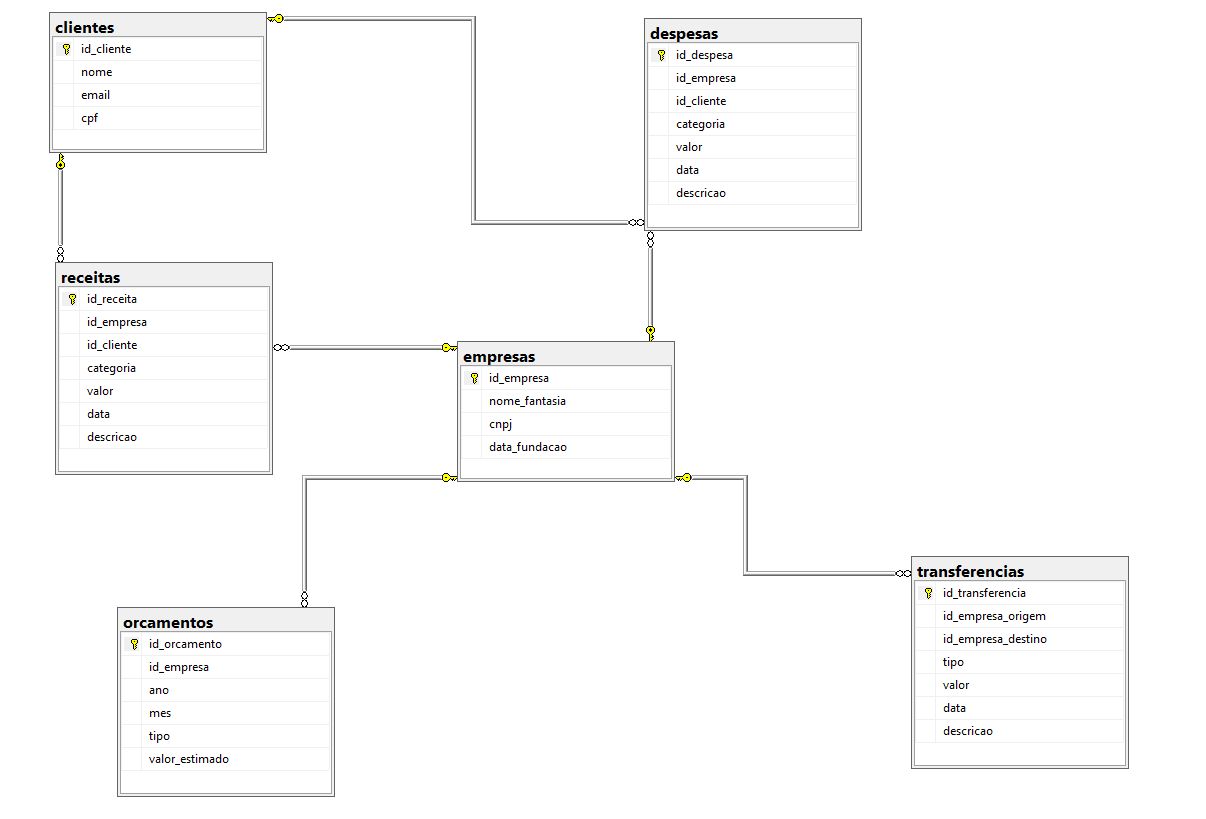 clientes
id_cliente
nome
email
cpf
despesas
id_despesa
id_empresa
id_cliente
categoria
valor
data
descricao
receitas
id_receita
id_empresa
id_cliente
categoria
valor
data
descricao
empresas
id_empresa
nome_fantasia
cnpj
data_fundacao
orcamentos
id_orcamento
id_empresa
ano
mes
tipo
valor_estimado
transferencias
id_transferencia
id_empresa_origem
id_empresa_destino
tipo
valor
data
descricao